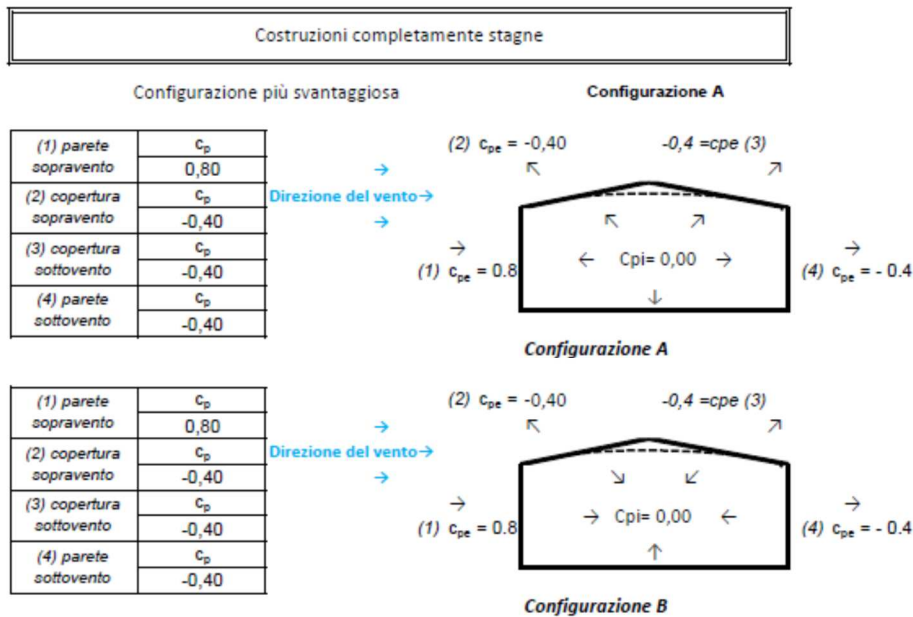 Costruzioni completamente stagne
Configurazione più svantaggiosa
Configurazione A
(1) parete sopravento
cp
0,80
(2) copertura sopravento
cp
-0,40
(3) copertura sottovento
cp
-0,40
(4) parete sottovento
cp
-0,40
→
Direzione del vento→
→
(2) cpe = -0,40
-0,4 =cpe (3)
↖ ↗
↖ ↗
→
(1) cpe = 0.8
← Cpi= 0,00 →
↓
→
(4) cpe = - 0.4
Configurazione A
(1) parete sopravento
cp
0,80
(2) copertura sopravento
cp
-0,40
(3) copertura sottovento
cp
-0,40
(4) parete sottovento
cp
-0,40
→
Direzione del vento→
→
(2) cpe = -0,40
-0,4 =cpe (3)
↖ ↗
↘ ↙
→
(1) cpe = 0.8
→ Cpi= 0,00 ←
↑
→
(4) cpe = - 0.4
Configurazione B